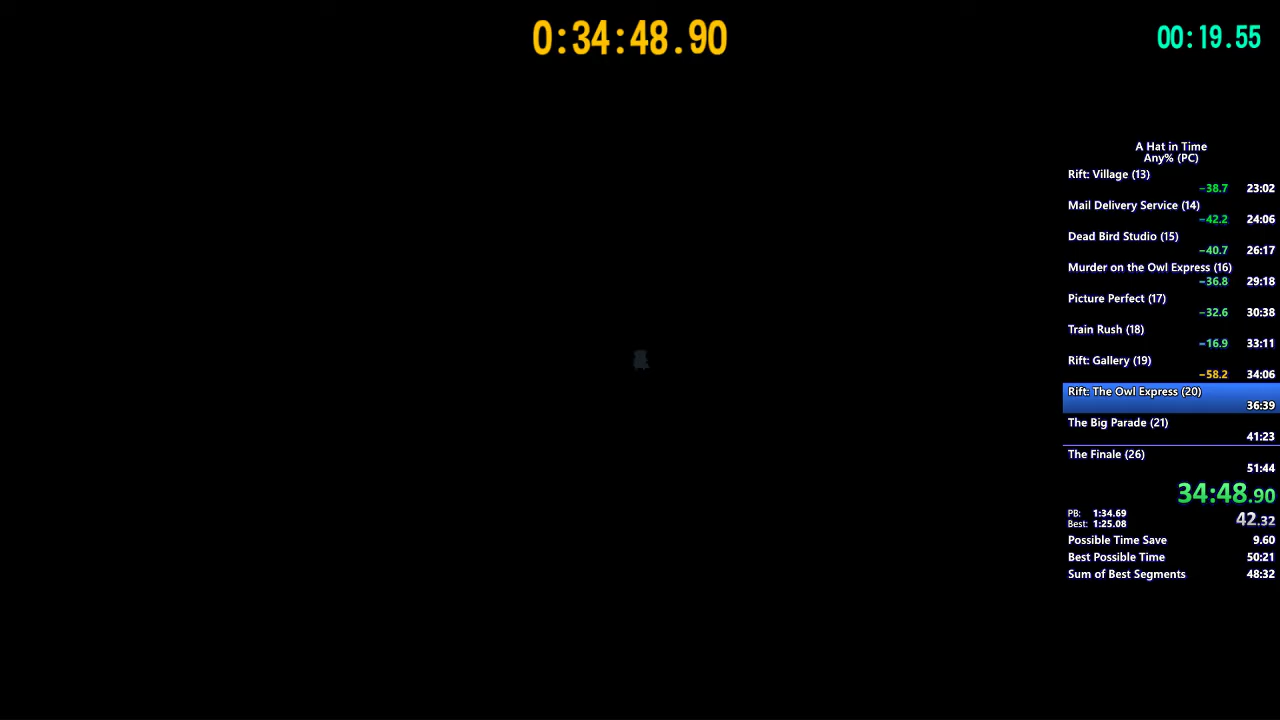 0:34:48.90
00:19.55
A Hat in Time
Any% (PC)
Rift: Village (13)
-38.7 23:02
Mail Delivery Service (14)
-42.2 24:06
Dead Bird Studio (15)
-40.7 26:17
Murder on the Owl Express (16)
-36.8 29:18
Picture Perfect (17)
-32.6 30:38
Train Rush (18)
-16.9 33:11
Rift: Gallery (19)
-58.2 34:06
Rift: The Owl Express (20)
36:39
The Big Parade (21)
41:23
The Finale (26)
51:44
34:48.90
PB: 1:34.69
Best: 1:25.08
42.32
Possible Time Save 9.60
Best Possible Time 50:21
Sum of Best Segments 48:32